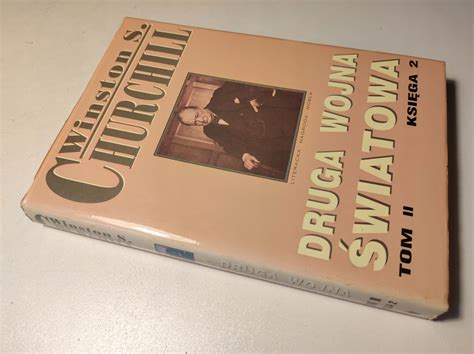 Winston S.
CHURCHILL
LITERACKA NAGRODA NOBLA
DRUGA WOJNA
ŚWIATOWA
TOM II
KSIĘGA 2
Winston S.
CHURCHILL
DRUGA WOJNA